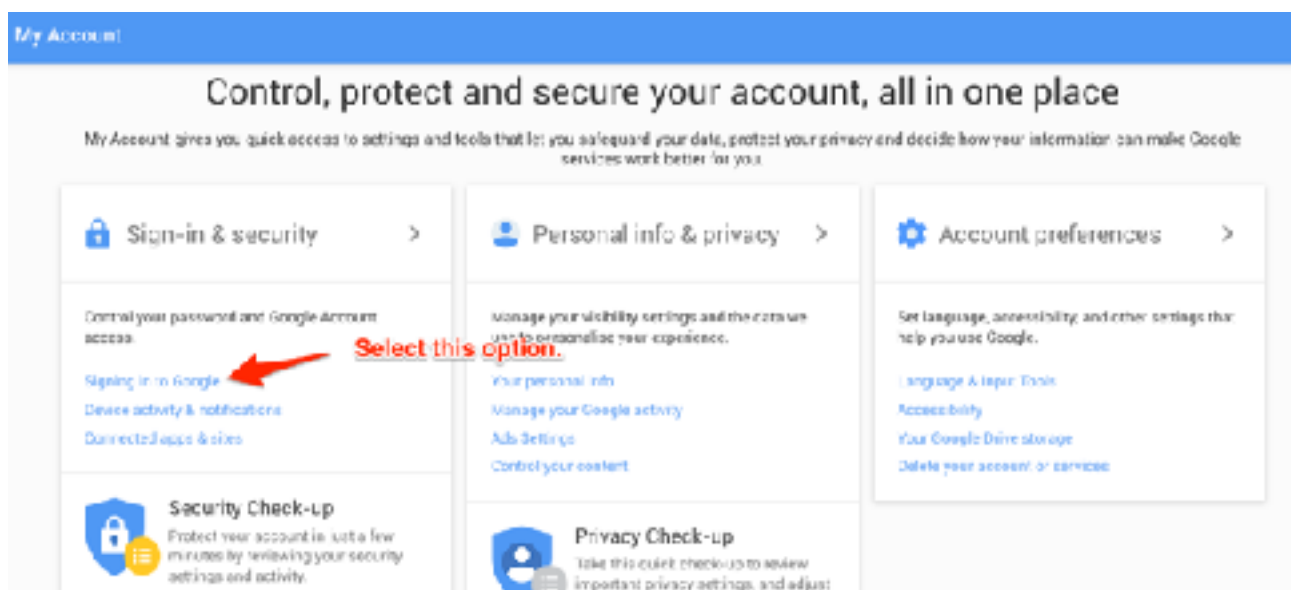 My Account
Control, protect and secure your account, all in one place
My Account gives you quick access to settings and tools that let you safeguard your data, protect your privacy and decide how your information can make Google
services work better for you.
Sign-in & security
Control your password and Google Account
access.
Select this option.
Signing in to Google
Device activity & notifications
Connected apps & sites
Security Check-up
Protect your account in just a few
minutes by reviewing your security
settings and activity.
Personal info & privacy
Manage your visibility settings and the data we
use to personalise your experience.
Your personal info
Manage your Google activity
Ads Settings
Control your content
Privacy Check-up
Take this quick check-up to review
important privacy settings, and adjust
Account preferences
Set language, accessibility, and other settings that
help you use Google.
Language & Input Tools
Accessibility
Your Google Drive storage
Delete your account or services